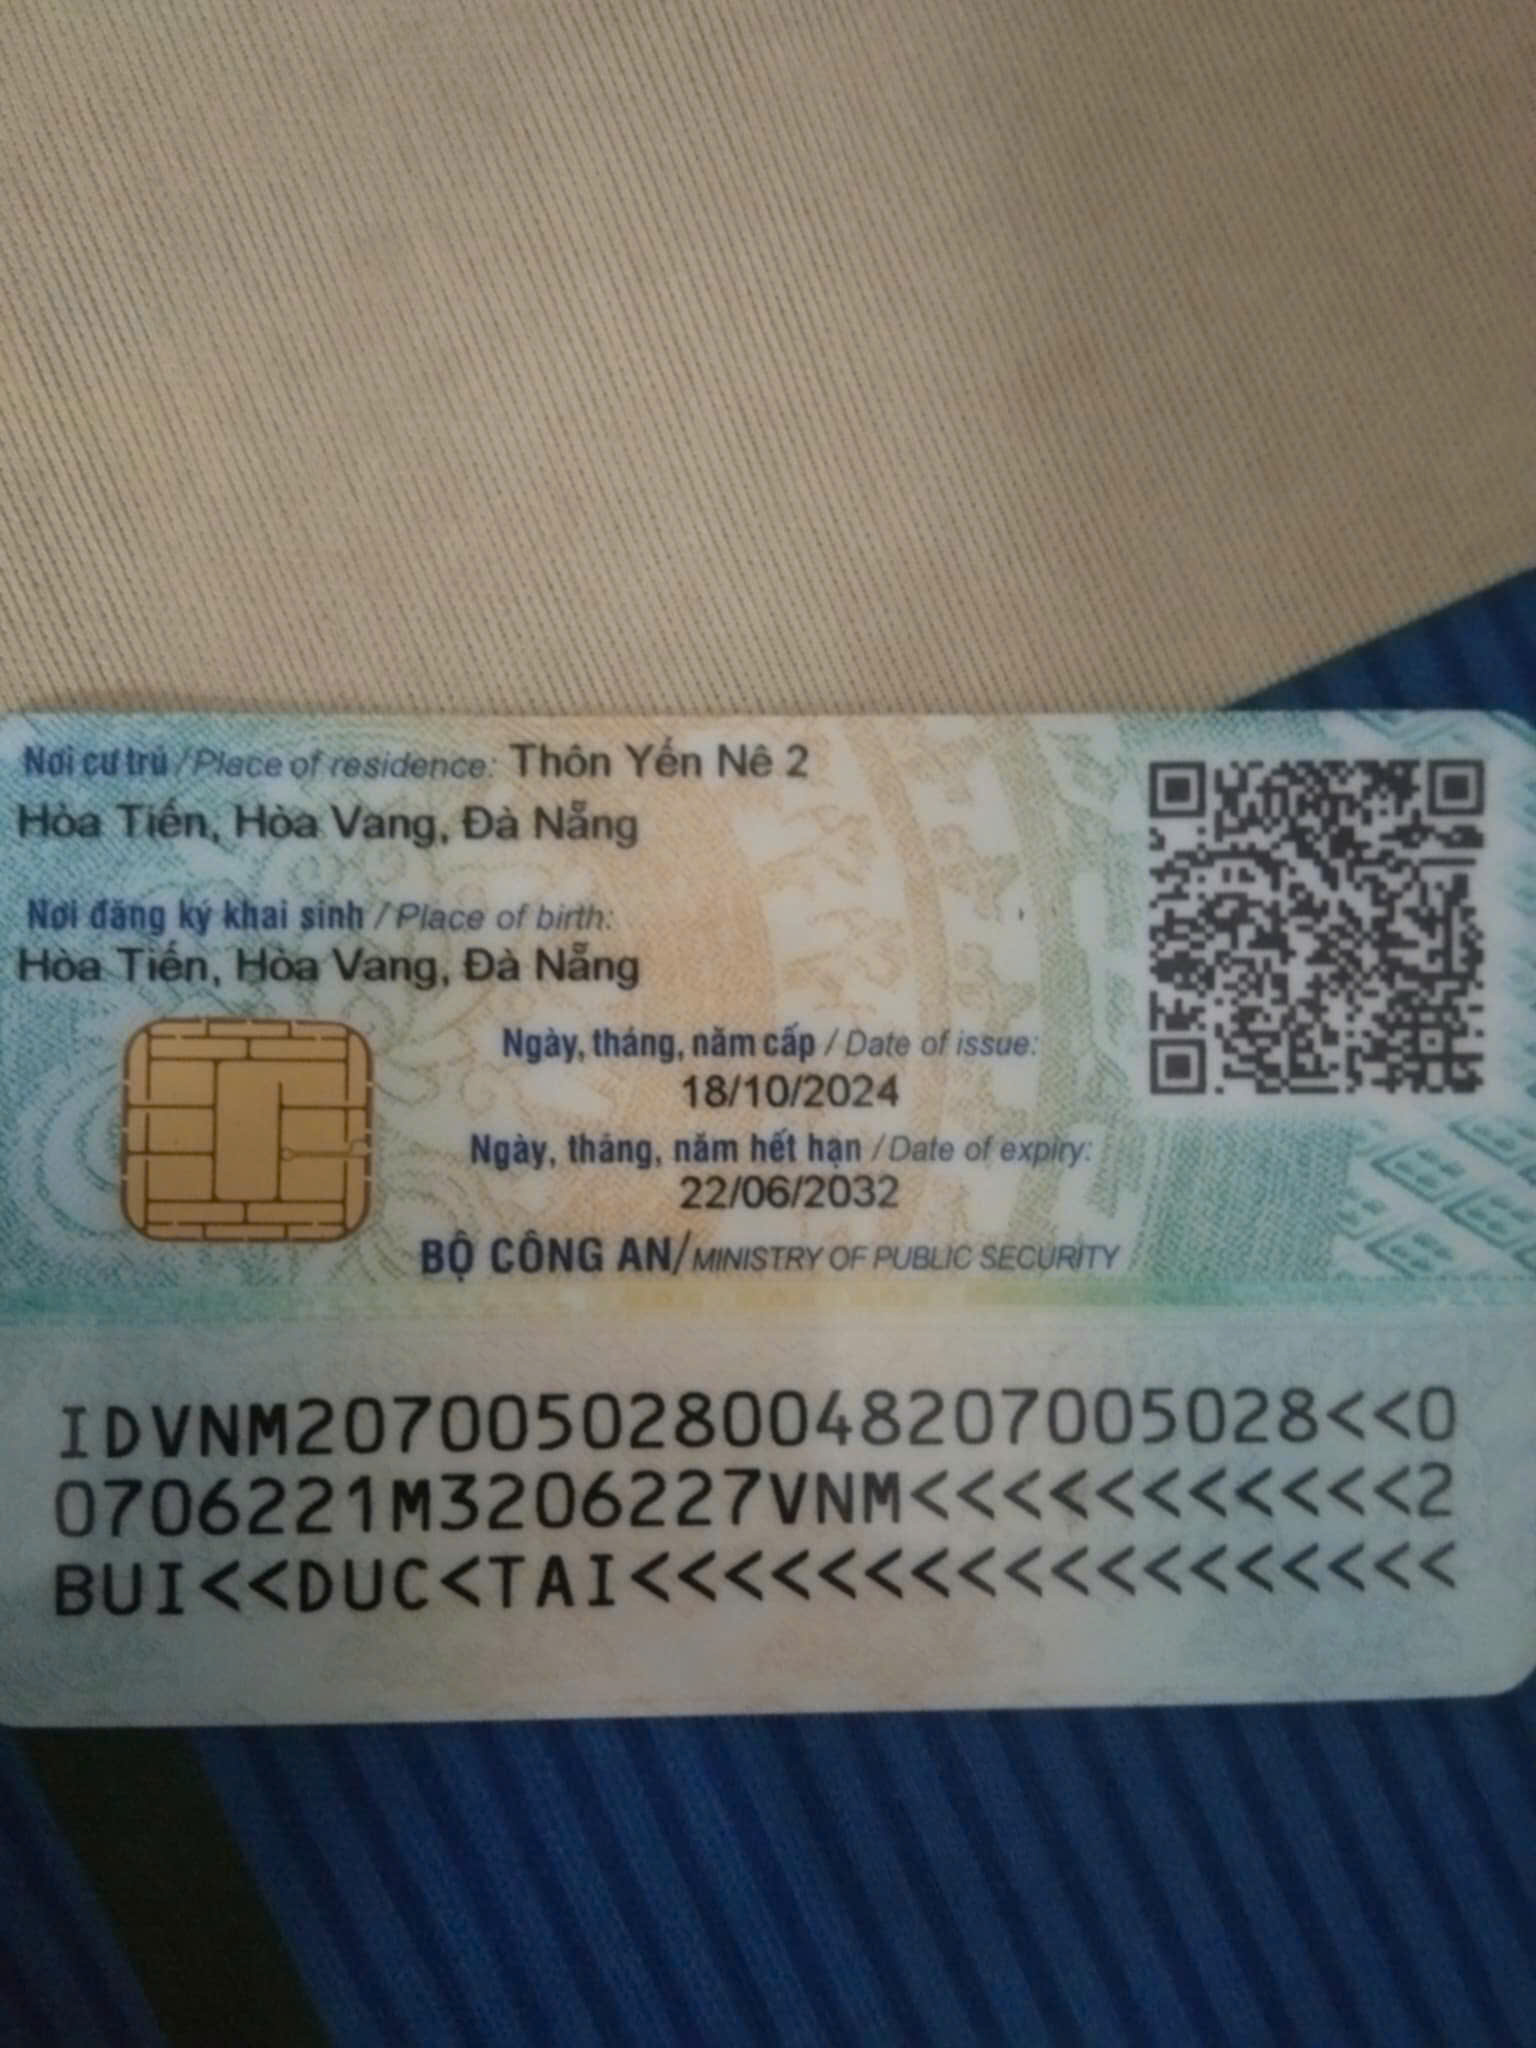 Nơi cư trú / Place of residence: Thôn Yến Nê 2
Hòa Tiến, Hòa Vang, Đà Nẵng
Nơi đăng ký khai sinh / Place of birth:
Hòa Tiến, Hòa Vang, Đà Nẵng
Ngày, tháng, năm cấp / Date of issue:
18/10/2024
Ngày, tháng, năm hết hạn / Date of expiry:
22/06/2032
BỘ CÔNG AN/MINISTRY OF PUBLIC SECURITY
IDVNM2070050280048207005028<<0
0706221M3206227VNM<<<<<<<<<<<2
BUI<<DUC<TAI<<<<<<<<<<<<<<<<<<